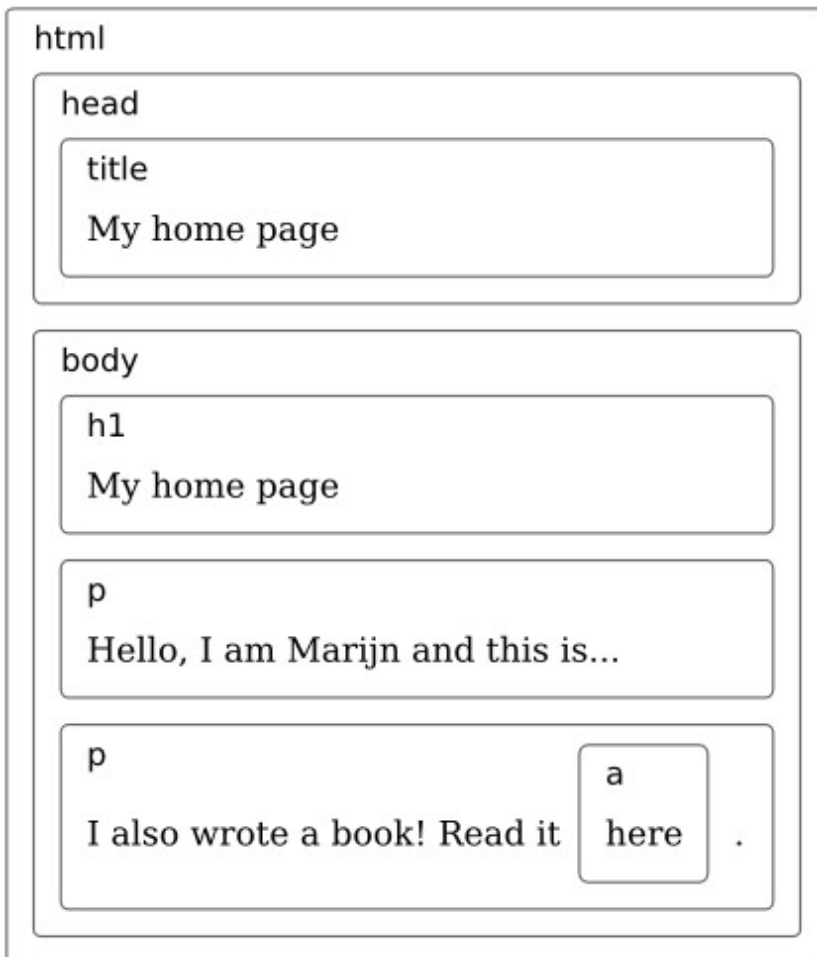 html
head
title
My home page
body
h1
My home page
p
Hello, I am Marijn and this is...
p
a
I also wrote a book! Read it here .